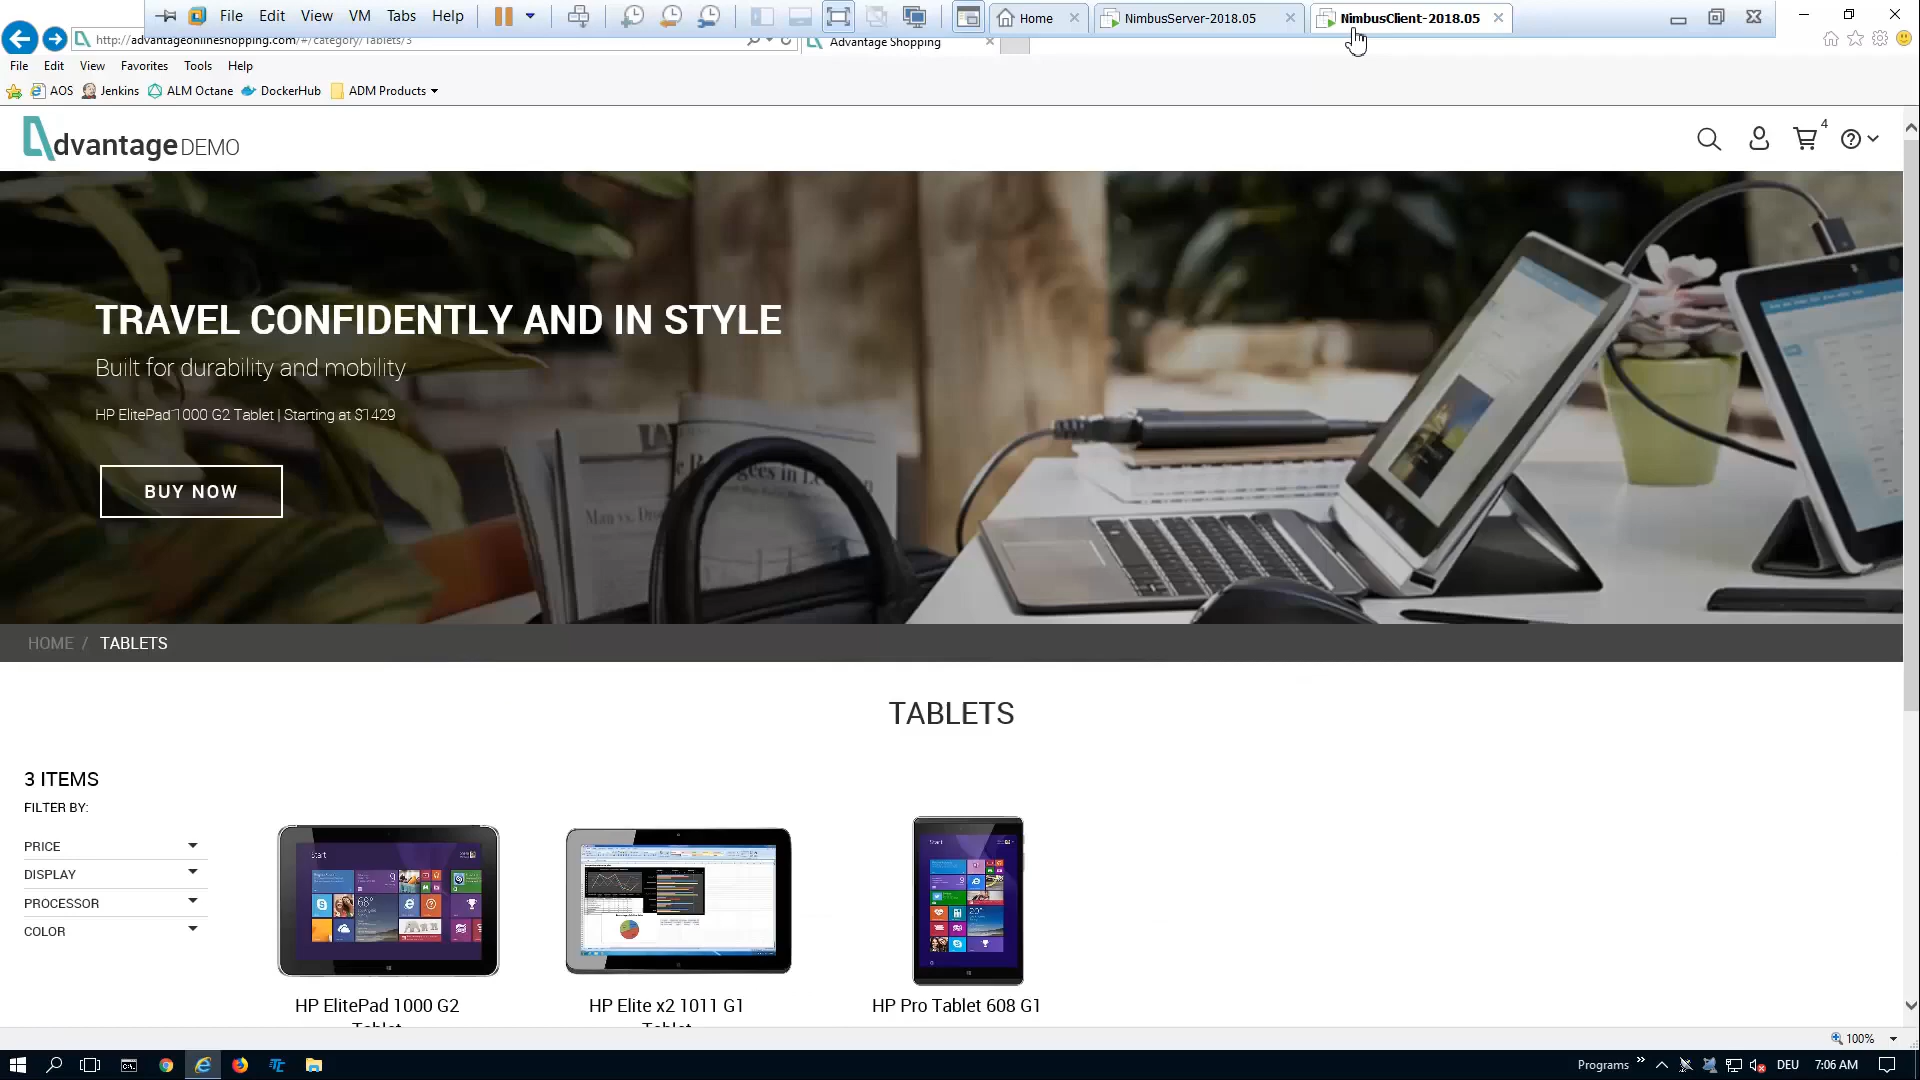 File Edit View VM Tabs Help
Home
NimbusServer-2018.05
NimbusClient-2018.05
http://advantageonlineshopping.com/#/category/Tablets/3
Advantage Shopping
File Edit View Favorites Tools Help
AOS Jenkins ALM Octane DockerHub ADM Products
dvantage DEMO
4
TRAVEL CONFIDENTLY AND IN STYLE
Built for durability and mobility
HP ElitePad 1000 G2 Tablet | Starting at $1429
BUY NOW
HOME / TABLETS
TABLETS
3 ITEMS
FILTER BY:
PRICE
DISPLAY
PROCESSOR
COLOR
HP ElitePad 1000 G2
Tablet
HP Elite x2 1011 G1
Tablet
HP Pro Tablet 608 G1
100%
Programs
DEU
7:06 AM